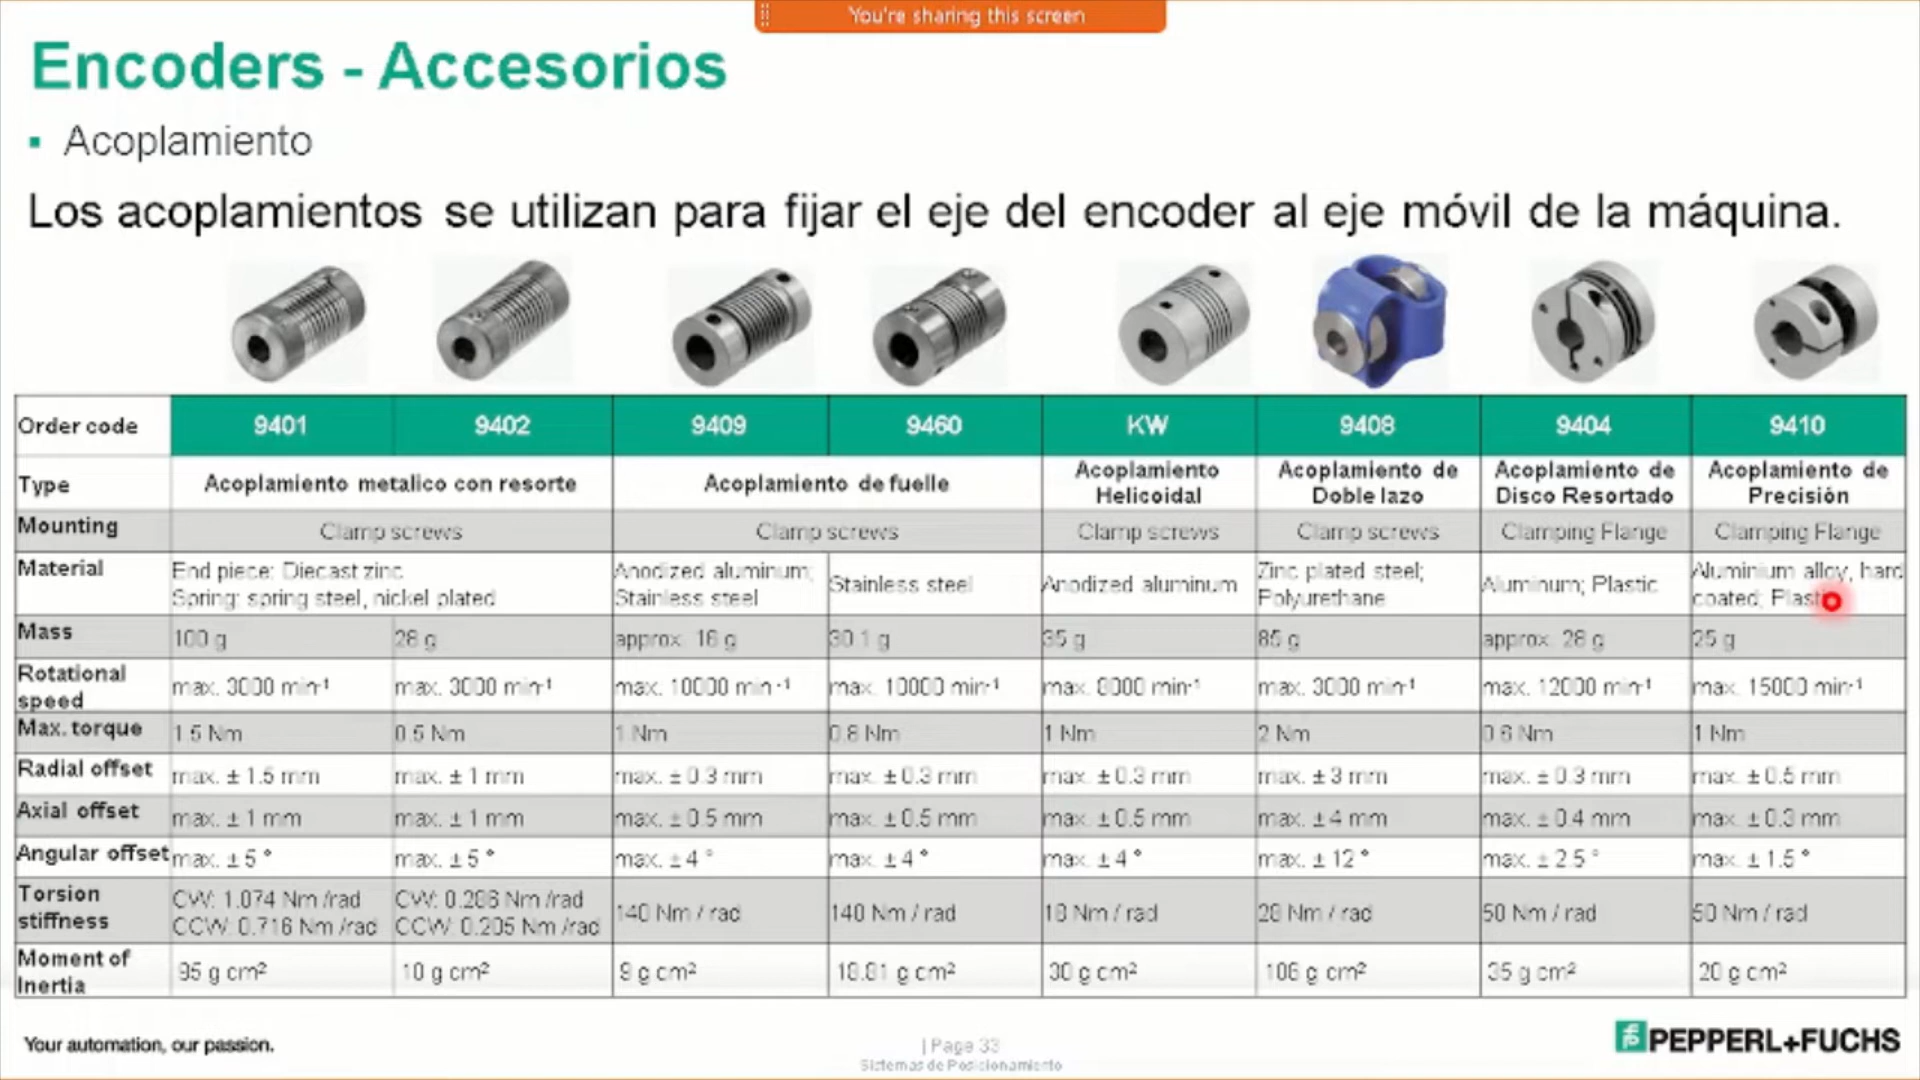 You're sharing this screen
Encoders - Accesorios
▪ Acoplamiento
Los acoplamientos se utilizan para fijar el eje del encoder al eje móvil de la máquina.
Order code 9401 9402 9409 9460 KW 9408 9404 9410
Type Acoplamiento metalico con resorte Acoplamiento de fuelle Acoplamiento Helicoidal Acoplamiento de Doble lazo Acoplamiento de Disco Resortado Acoplamiento de Precisión
Mounting Clamp screws Clamp screws Clamp screws Clamp screws Clamping Flange Clamping Flange
Material End piece: Diecast zinc Spring: spring steel, nickel plated Anodized aluminum; Stainless steel Stainless steel Anodized aluminum Zinc plated steel; Polyurethane Aluminum; Plastic Aluminium alloy, hard coated;
Mass 100 g 28 g approx. 16 g 30.1 g 35 g 85 g approx. 28 g 25 g
Rotational speed max. 3000 min-¹ max. 3000 min-¹ max. 10000 min-¹ max. 10000 min-¹ max. min-¹ max. 3000 min-¹ max. 12000 min-¹ max. 15000 min-¹
Max. torque 1.5 Nm 0.5 Nm 1 Nm 0.8 Nm 1 Nm 2 Nm Nm 1 Nm
Radial offset max. ± 1.5 mm max. ± 1 mm max. ± 0.3 mm max. ± 0.3 mm max. ± 0.3 mm max. ± 3 mm max. ± 0.3 mm max. ± 0.5 mm
Axial offset max. ± 1 mm max. ± 1 mm max. ± 0.5 mm max. ± 0.5 mm max. ± 0.5 mm max. ± 4 mm max. ± 0.4 mm max. ± 0.3 mm
Angular offset max. ± 5 ° max. ± 5 ° max. ± 4 ° max. ± 4 ° max. ± 4 ° max. ± 12 ° max. ± 2.5 ° max. ± 1.5 °
Torsion stiffness CW: 1.074 Nm /rad CCW: 0.716 Nm /rad CW: Nm /rad CCW: 0.205 Nm /rad 140 Nm / rad 140 Nm / rad Nm / rad 28 Nm / rad 50 Nm / rad 50 Nm / rad
Moment of Inertia 95 g cm² 10 g cm² 9 g cm² g cm² 30 g cm² 106 g cm² 35 g cm² 20 g cm²
Your automation, our passion.
| Page 33
Sistemas de Posicionamiento
PEPPERL+FUCHS